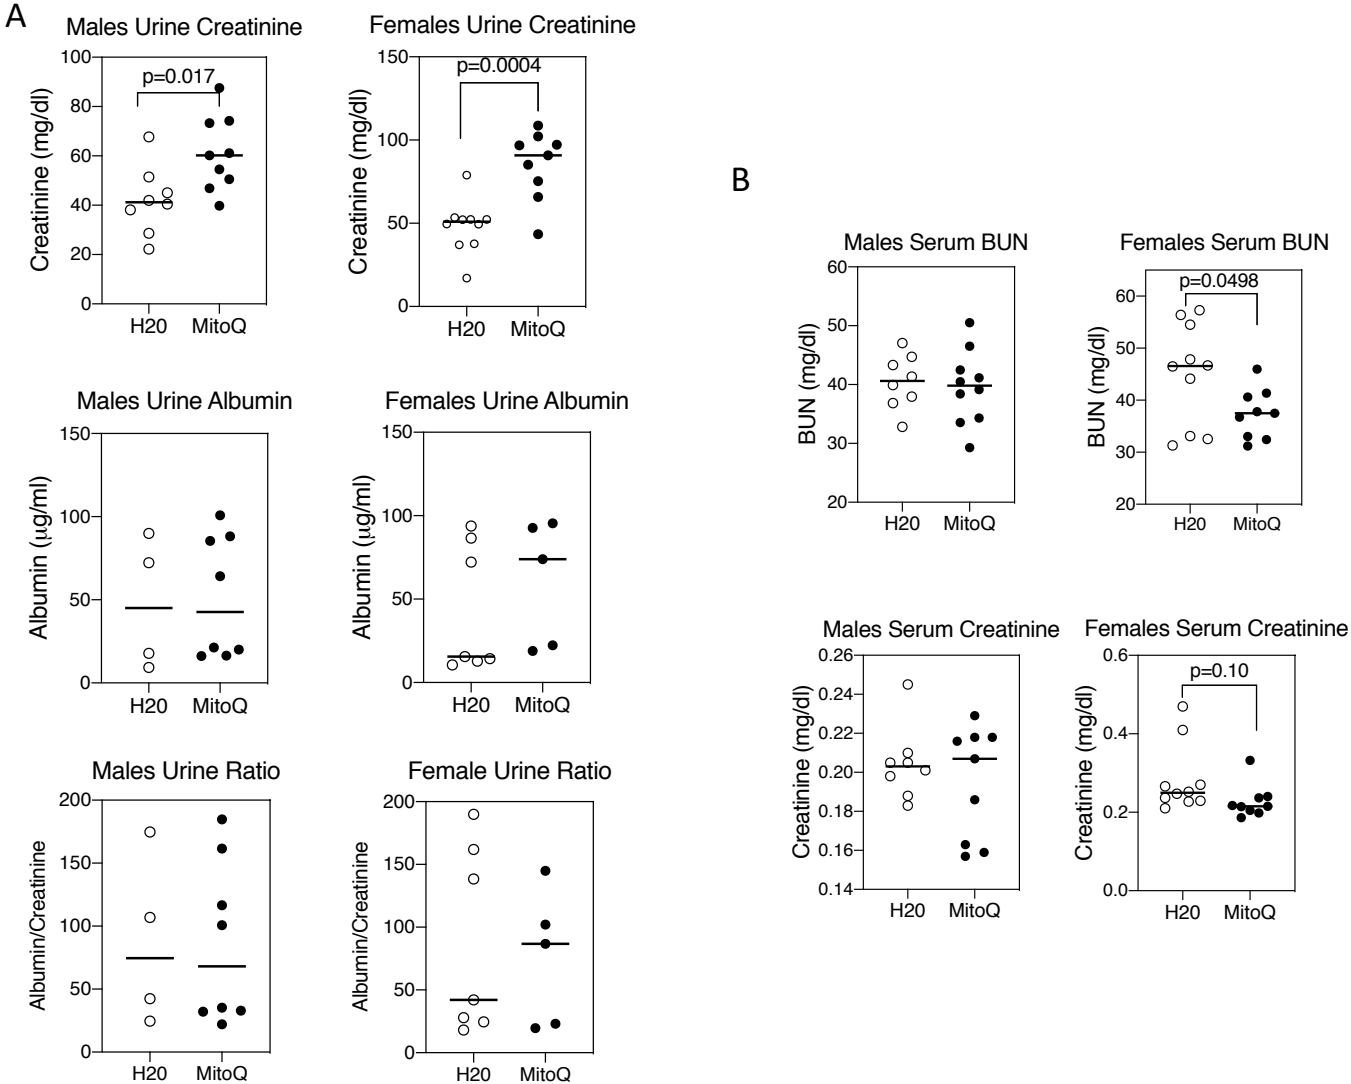 A
Males Urine Creatinine
100
80
60
40
20
0
Creatinine (mg/dl)
p=0.017
H20 MitoQ
Females Urine Creatinine
150
100
50
0
Creatinine (mg/dl)
p=0.0004
H20 MitoQ
Males Urine Albumin
150
100
50
0
Albumin (μg/ml)
H20 MitoQ
Females Urine Albumin
150
100
50
0
Albumin (μg/ml)
H20 MitoQ
Males Urine Ratio
200
150
100
50
0
Albumin/Creatinine
H20 MitoQ
Female Urine Ratio
200
150
100
50
0
Albumin/Creatinine
H20 MitoQ
B
Males Serum BUN
60
50
40
30
20
BUN (mg/dl)
H20 MitoQ
Females Serum BUN
60
50
40
30
20
BUN (mg/dl)
p=0.0498
H20 MitoQ
Males Serum Creatinine
0.26
0.24
0.22
0.20
0.18
0.16
0.14
Creatinine (mg/dl)
H20 MitoQ
Females Serum Creatinine
0.6
0.4
0.2
0.0
Creatinine (mg/dl)
p=0.10
H20 MitoQ